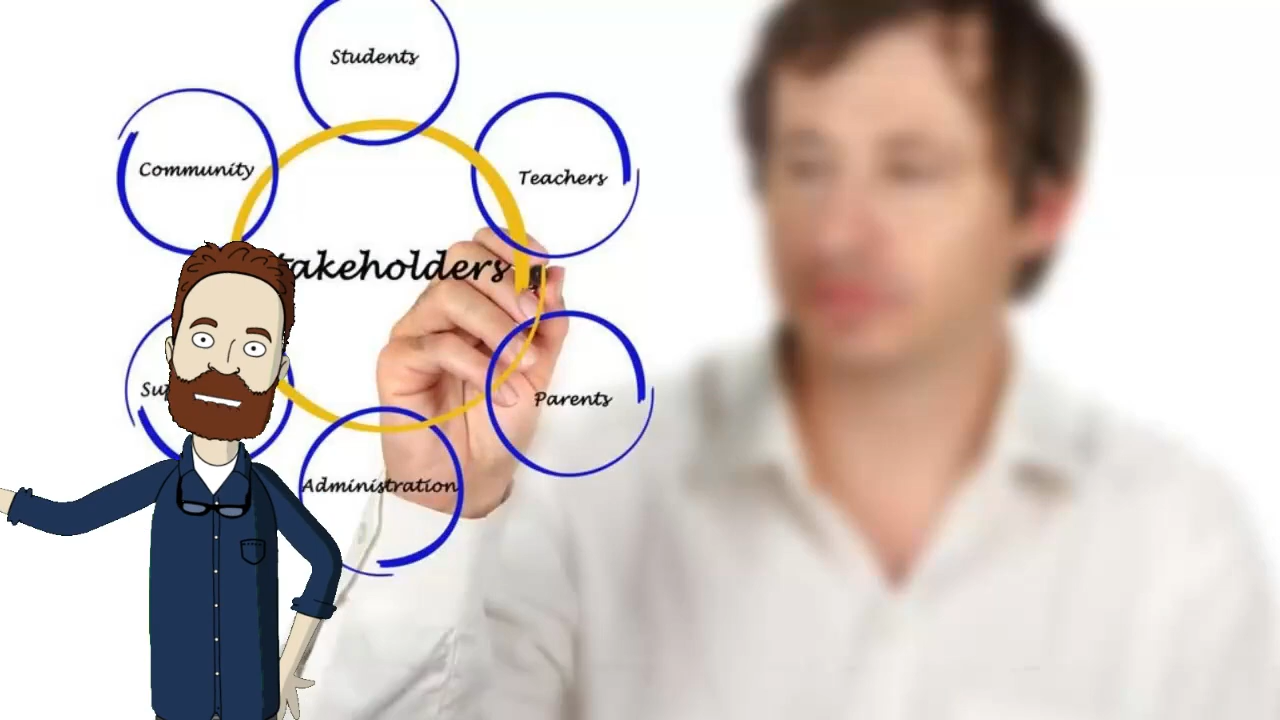 Students
Community
Teachers
takeholders
Parents
Administration